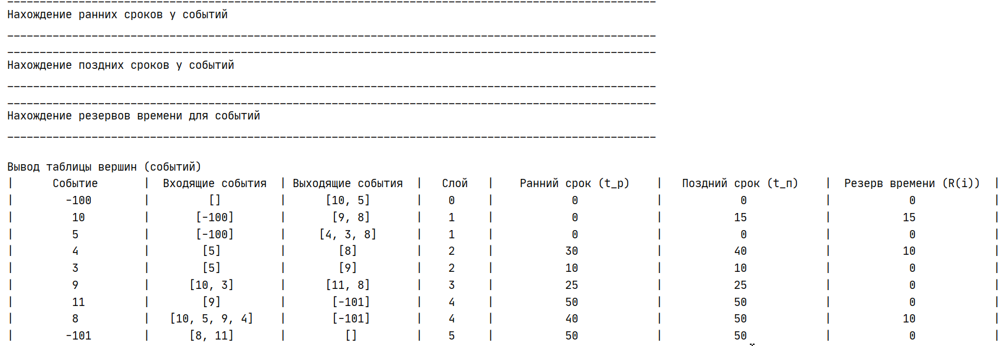 Нахождение ранних сроков у событий
Нахождение поздних сроков у событий
Нахождение резервов времени для событий
Вывод таблицы вершин (событий)
| Событие | Входящие события | Выходящие события | Слой | Ранний срок (t_р) | Поздний срок (t_п) | Резерв времени (R(i)) |
| -100 | [] | [10, 5] | 0 | 0 | 0 | 0 |
| 10 | [-100] | [9, 8] | 1 | 0 | 15 | 15 |
| 5 | [-100] | [4, 3, 8] | 1 | 0 | 0 | 0 |
| 4 | [5] | [8] | 2 | 30 | 40 | 10 |
| 3 | [5] | [9] | 2 | 10 | 10 | 0 |
| 9 | [10, 3] | [11, 8] | 3 | 25 | 25 | 0 |
| 11 | [9] | [-101] | 4 | 50 | 50 | 0 |
| 8 | [10, 5, 9, 4] | [-101] | 4 | 40 | 50 | 10 |
| -101 | [8, 11] | [] | 5 | 50 | 50 | 0 |